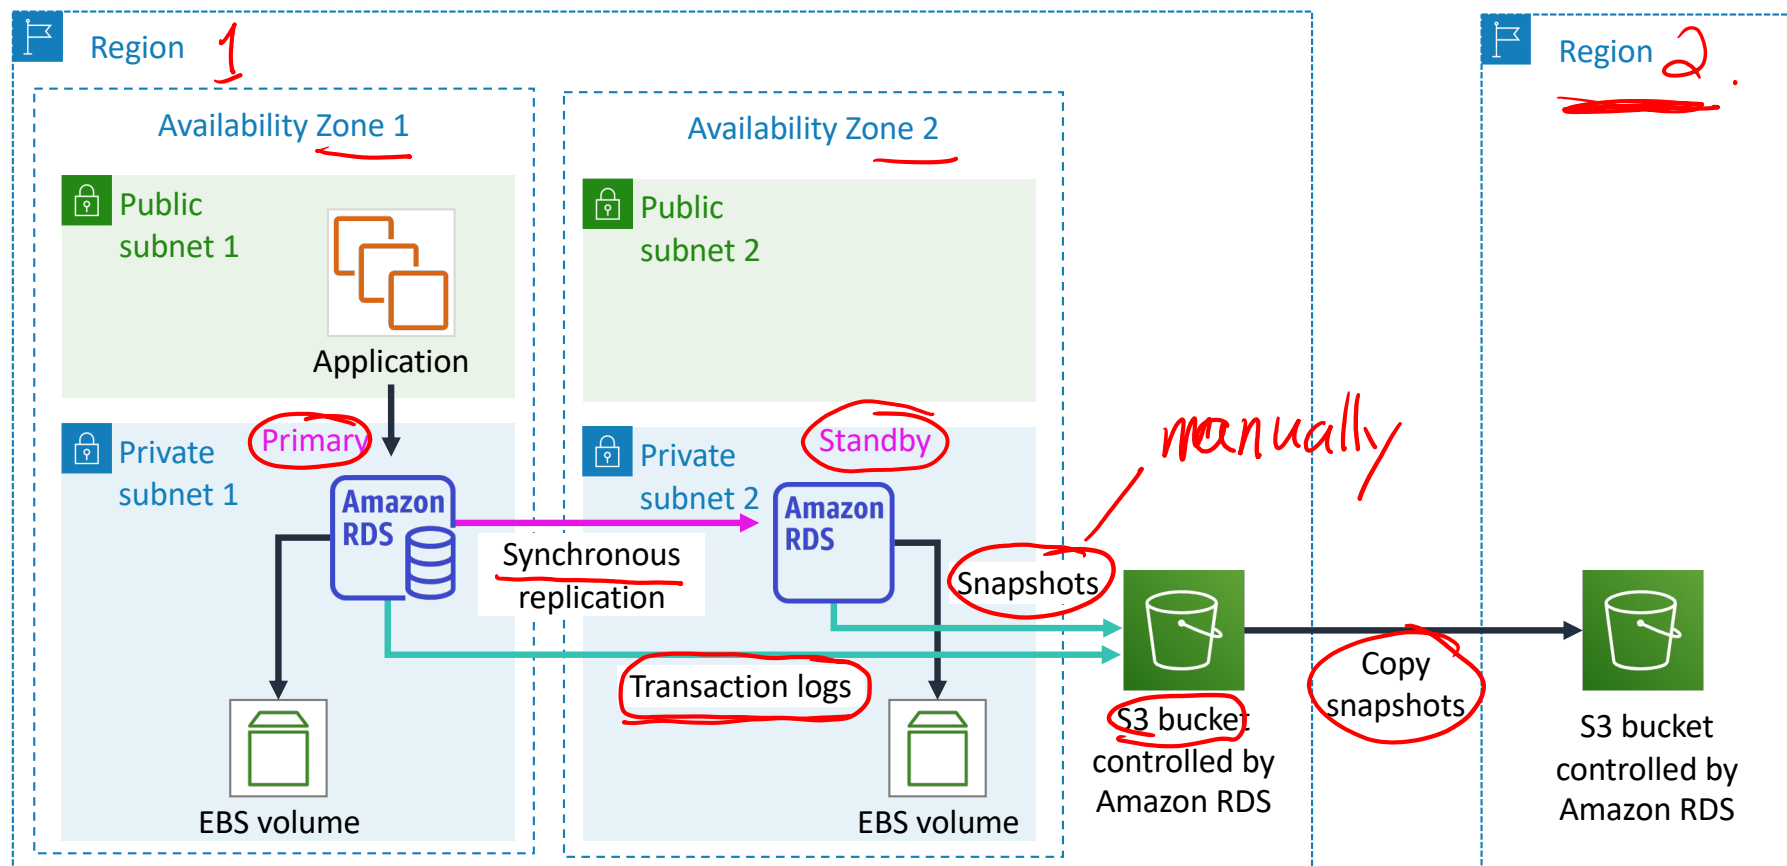 Region 1
Region 2.
Availability Zone 1
Availability Zone 2
Public
subnet 1
Application
Public
subnet 2
Primary
Private
subnet 1
Amazon
RDS
Synchronous
replication
Standby
Private
subnet 2
Amazon
RDS
manually
Snapshots
Transaction logs
EBS volume
EBS volume
S3 bucket
controlled by
Amazon RDS
Copy
snapshots
S3 bucket
controlled by
Amazon RDS